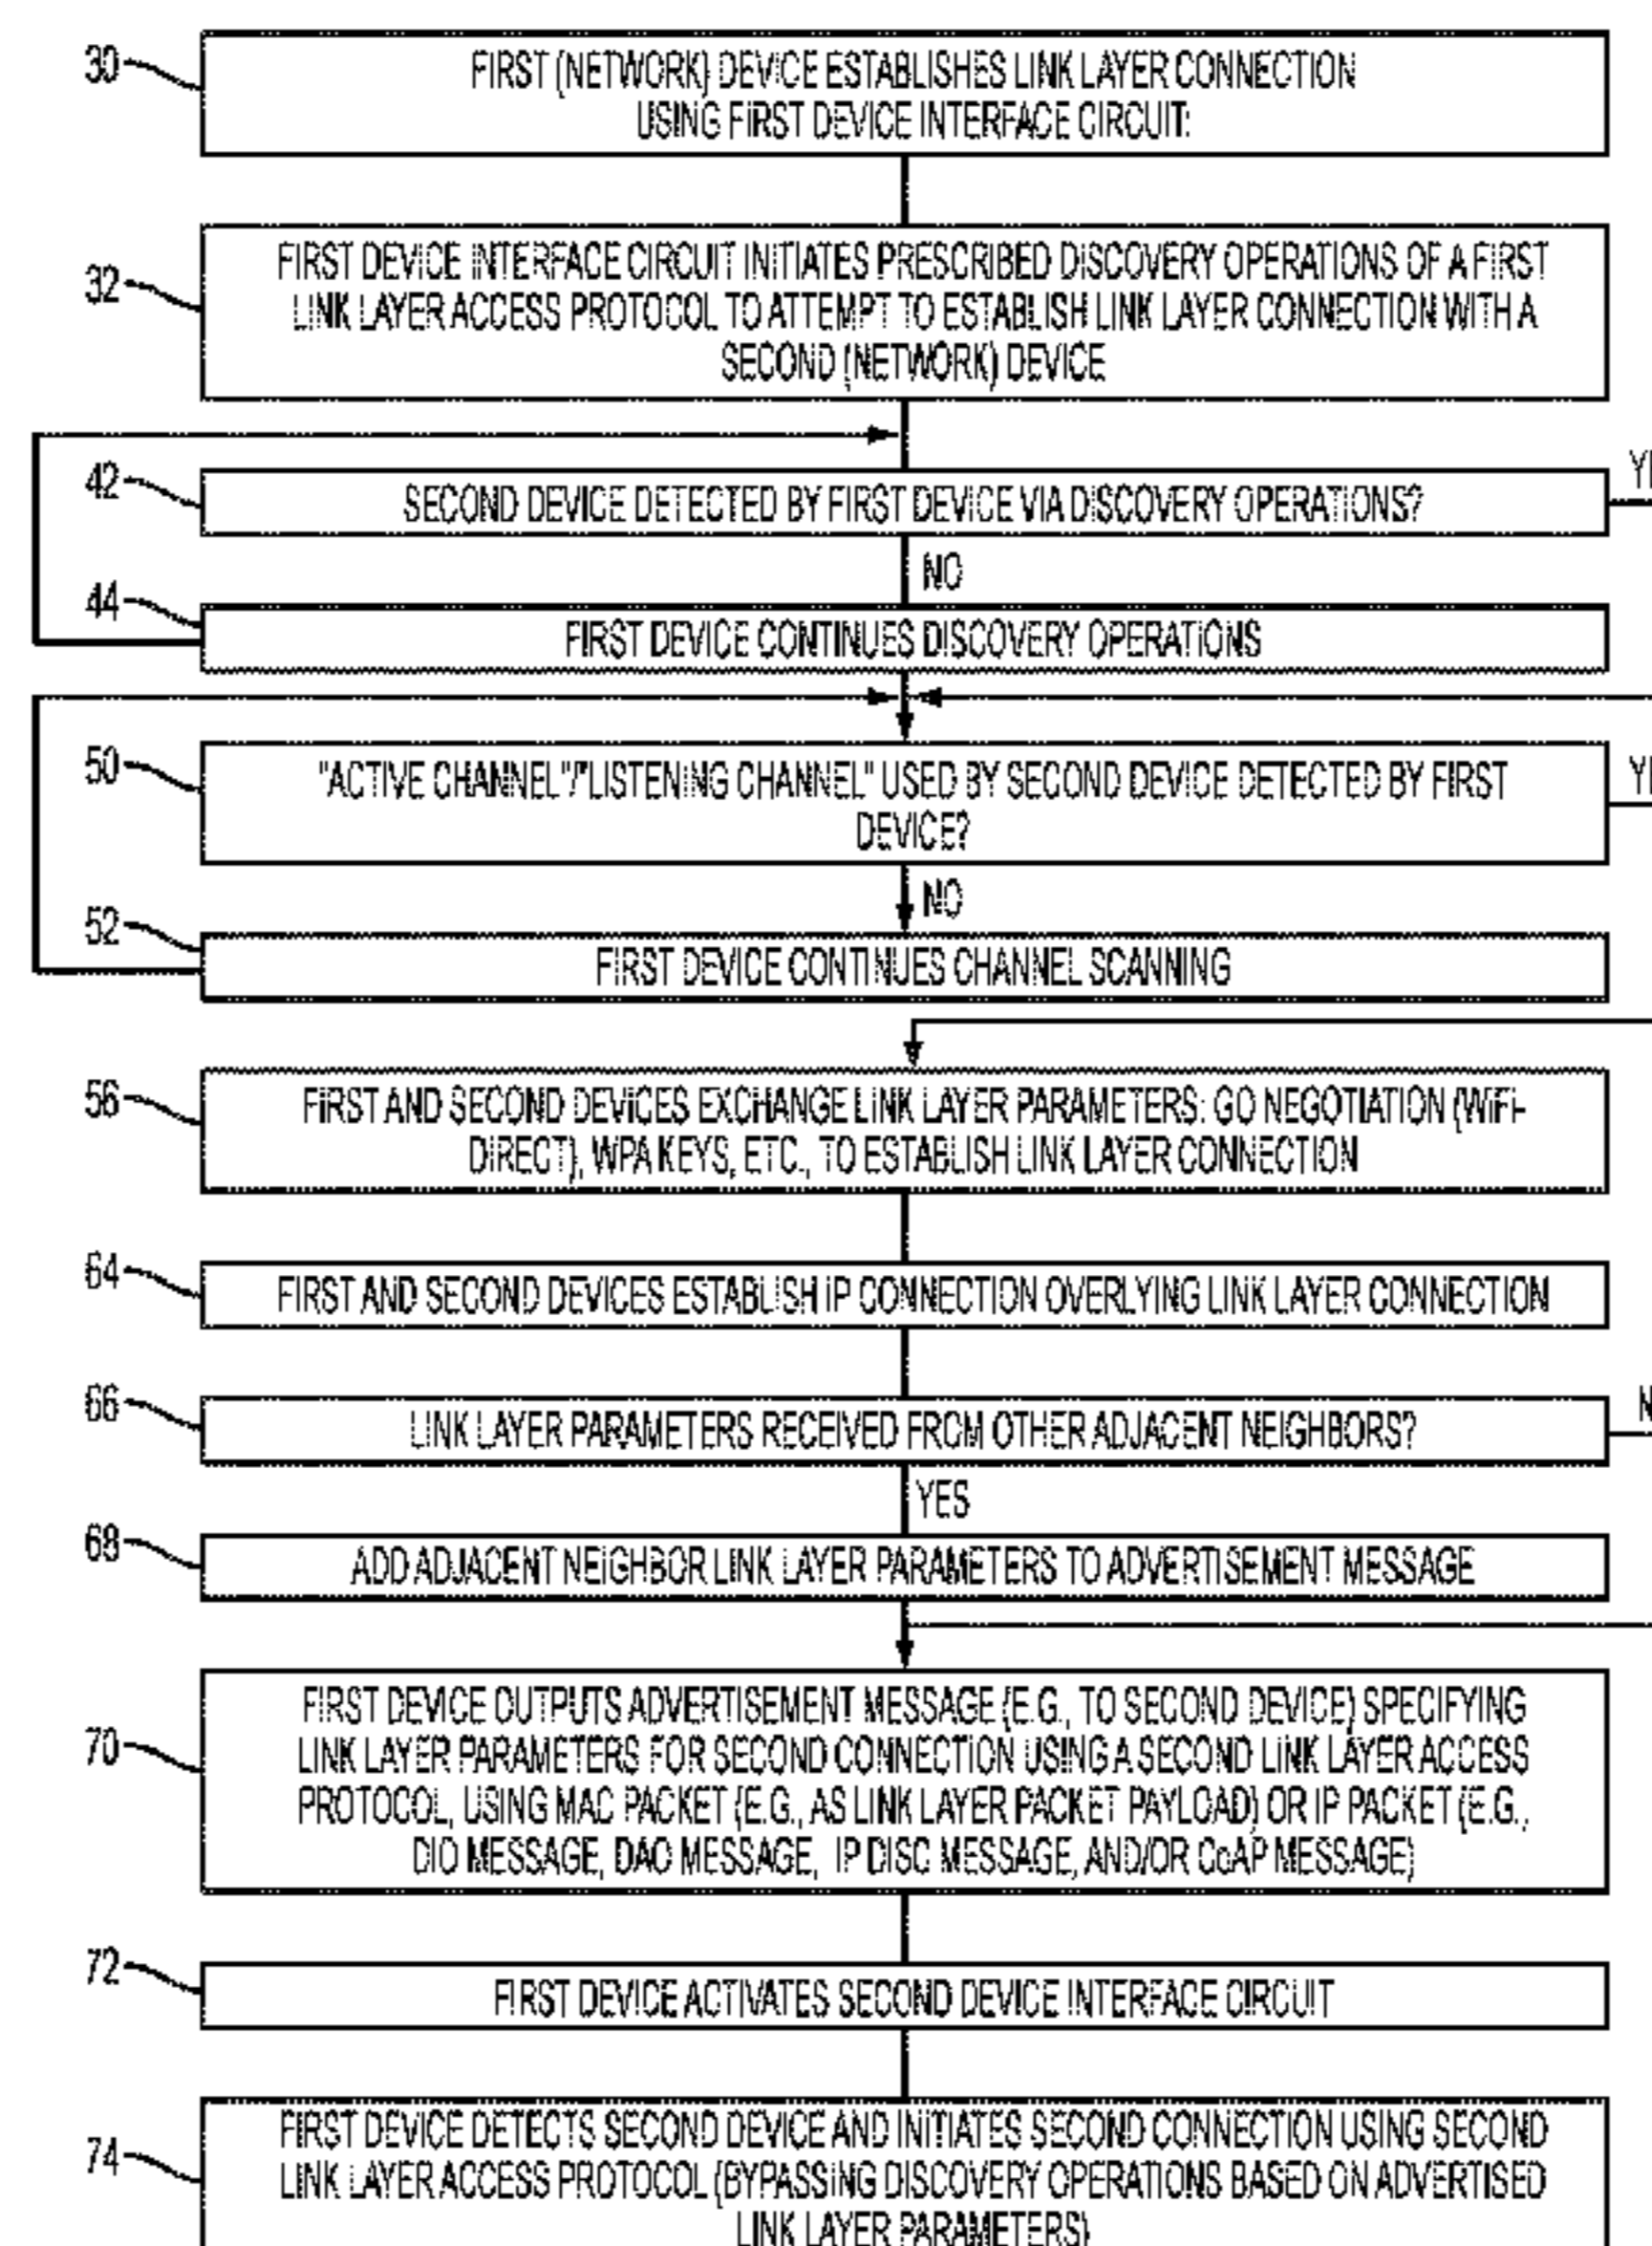 30
FIRST (NETWORK) DEVICE ESTABLISHES LINK LAYER CONNECTION
USING FIRST DEVICE INTERFACE CIRCUIT:
32
FIRST DEVICE INTERFACE CIRCUIT INITIATES PRESCRIBED DISCOVERY OPERATIONS OF A FIRST
LINK LAYER ACCESS PROTOCOL TO ATTEMPT TO ESTABLISH LINK LAYER CONNECTION WITH A
SECOND (NETWORK) DEVICE
42
SECOND DEVICE DETECTED BY FIRST DEVICE VIA DISCOVERY OPERATIONS?
NO
44
FIRST DEVICE CONTINUES DISCOVERY OPERATIONS
50
"ACTIVE CHANNEL"/"LISTENING CHANNEL" USED BY SECOND DEVICE DETECTED BY FIRST
DEVICE?
NO
52
FIRST DEVICE CONTINUES CHANNEL SCANNING
56
FIRST AND SECOND DEVICES EXCHANGE LINK LAYER PARAMETERS: GO NEGOTIATION (WiFi-
DIRECT), WPA KEYS, ETC., TO ESTABLISH LINK LAYER CONNECTION
64
FIRST AND SECOND DEVICES ESTABLISH IP CONNECTION OVERLYING LINK LAYER CONNECTION
66
LINK LAYER PARAMETERS RECEIVED FROM OTHER ADJACENT NEIGHBORS?
YES
68
ADD ADJACENT NEIGHBOR LINK LAYER PARAMETERS TO ADVERTISEMENT MESSAGE
70
FIRST DEVICE OUTPUTS ADVERTISEMENT MESSAGE (E.G., TO SECOND DEVICE) SPECIFYING
LINK LAYER PARAMETERS FOR SECOND CONNECTION USING A SECOND LINK LAYER ACCESS
PROTOCOL, USING MAC PACKET (E.G., AS LINK LAYER PACKET PAYLOAD) OR IP PACKET (E.G.,
DIO MESSAGE, DAO MESSAGE, IP DISC MESSAGE, AND/OR CoAP MESSAGE)
72
FIRST DEVICE ACTIVATES SECOND DEVICE INTERFACE CIRCUIT
74
FIRST DEVICE DETECTS SECOND DEVICE AND INITIATES SECOND CONNECTION USING SECOND
LINK LAYER ACCESS PROTOCOL (BYPASSING DISCOVERY OPERATIONS BASED ON ADVERTISED
LINK LAYER PARAMETERS)